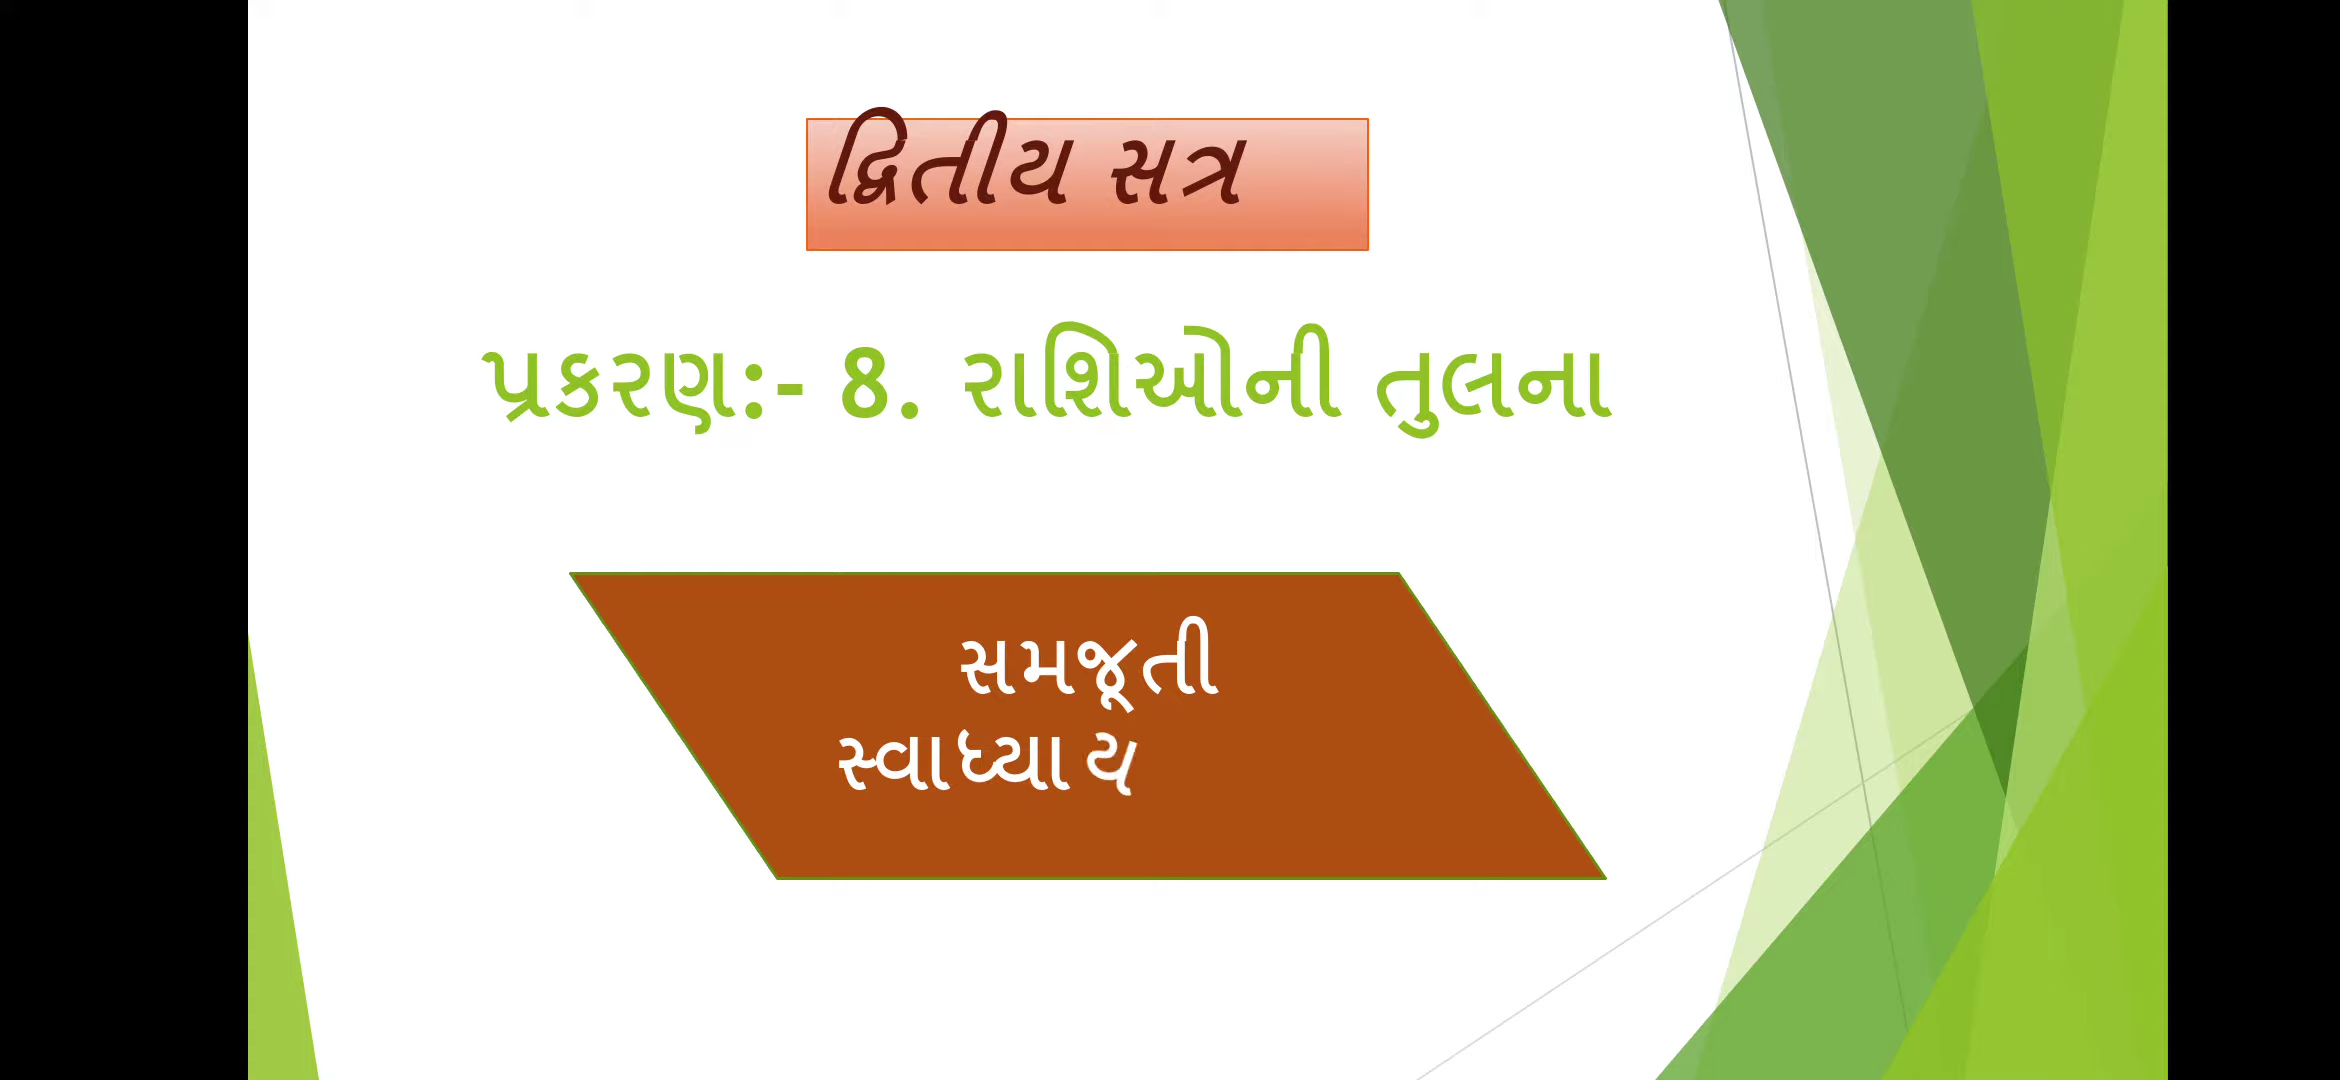 દ્વિતીય સત્ર
પ્રકરણ:- 8. રાશિઓની તુલના
સમજૂતી
સ્વાધ્યાય